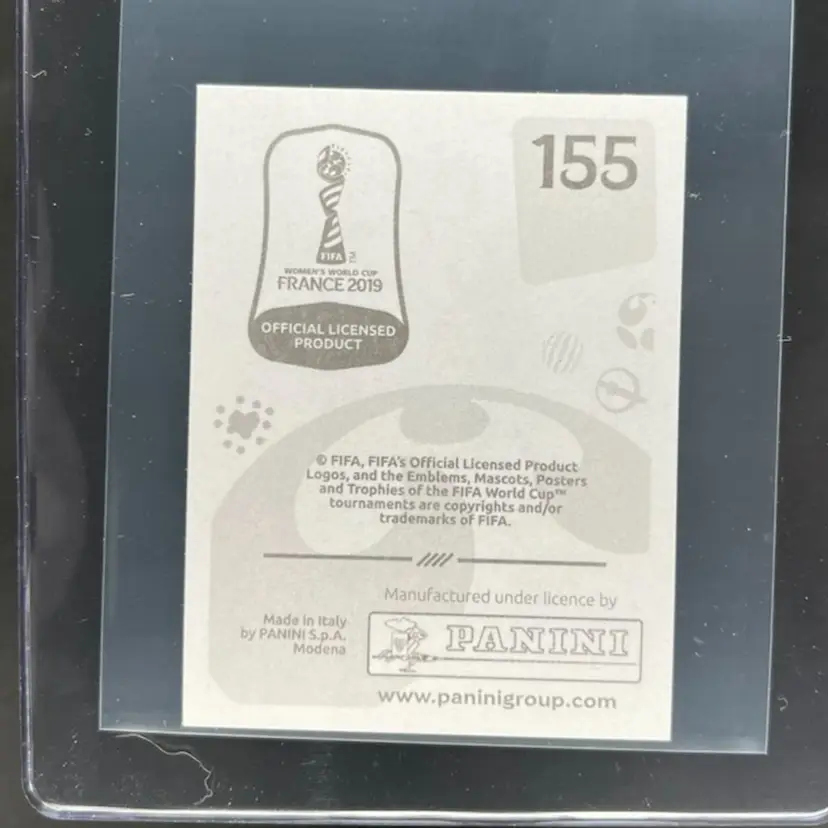 155
FIFA
TM
WOMEN'S WORLD CUP
FRANCE 2019
OFFICIAL LICENSED
PRODUCT
© FIFA, FIFA's Official Licensed Product
Logos, and the Emblems, Mascots, Posters
and Trophies of the FIFA World Cup™
tournaments are copyrights and/or
trademarks of FIFA.
Manufactured under licence by
Made in Italy
by PANINI S.p.A.
Modena
PANINI
www.paninigroup.com